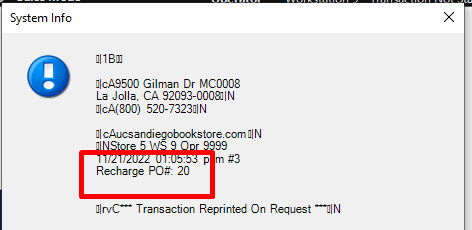 System Info
▯|1B▯▯
▯|cA9500 Gilman Dr MC0008
La Jolla, CA 92093-0008▯|N
▯|cA(800) 520-7323▯|N
▯|cAucsandiegobookstore.com▯|N
▯|NStore 5 WS 9 Opr 9999
11/21/2022 01:05:53 pm #3
Recharge PO#: 20
▯|rvC*** Transaction Reprinted On Request ***▯|N